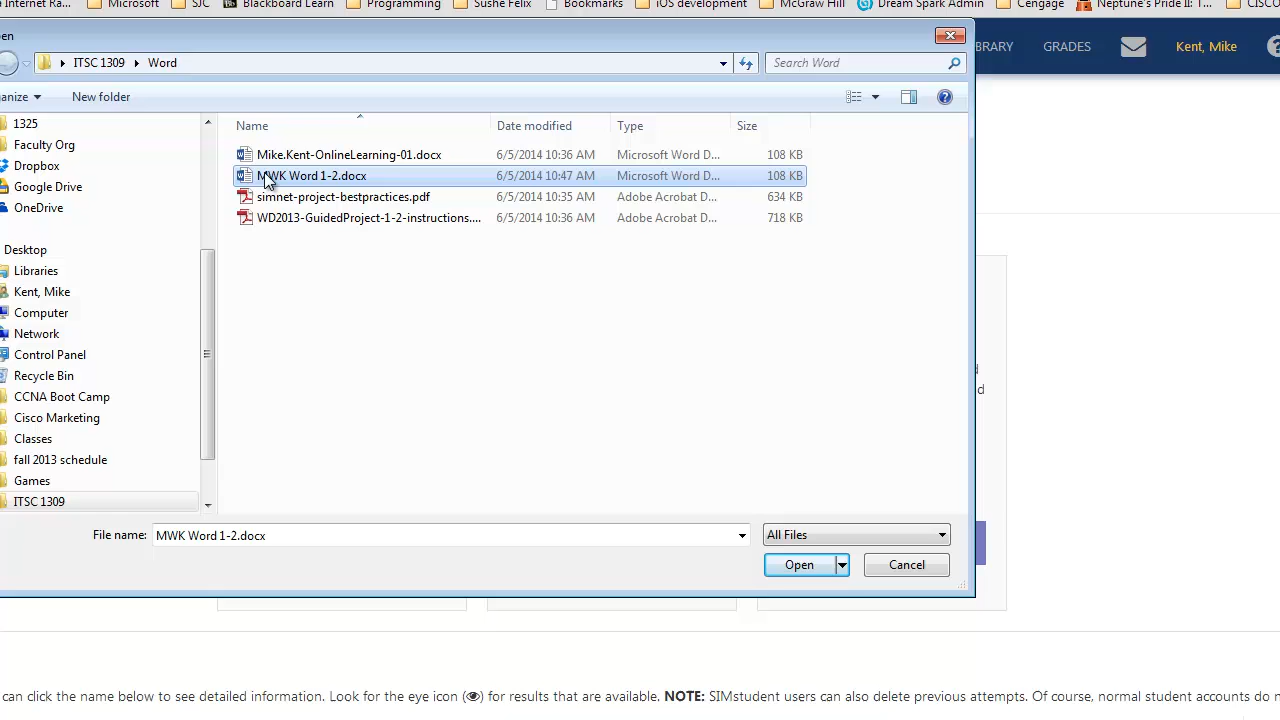 Internet Ra... Microsoft SJC Blackboard Learn Programming Sushe Felix Bookmarks iOS development McGraw Hill Dream Spark Admin Cengage Neptune's Pride II: T... CISCO
en
BRARY GRADES Kent, Mike
ITSC 1309 Word Search Word
anize New folder
Name Date modified Type Size
1325
Faculty Org
Dropbox
Google Drive
OneDrive
Desktop
Libraries
Kent, Mike
Computer
Network
Control Panel
Recycle Bin
CCNA Boot Camp
Cisco Marketing
Classes
fall 2013 schedule
Games
ITSC 1309
Mike.Kent-OnlineLearning-01.docx 6/5/2014 10:36 AM Microsoft Word D... 108 KB
MWK Word 1-2.docx 6/5/2014 10:47 AM Microsoft Word D... 108 KB
simnet-project-bestpractices.pdf 6/5/2014 10:35 AM Adobe Acrobat D... 634 KB
WD2013-GuidedProject-1-2-instructions.... 6/5/2014 10:36 AM Adobe Acrobat D... 718 KB
d
d
File name: MWK Word 1-2.docx All Files
Open Cancel
can click the name below to see detailed information. Look for the eye icon () for results that are available. NOTE: SIMstudent users can also delete previous attempts. Of course, normal student accounts do n